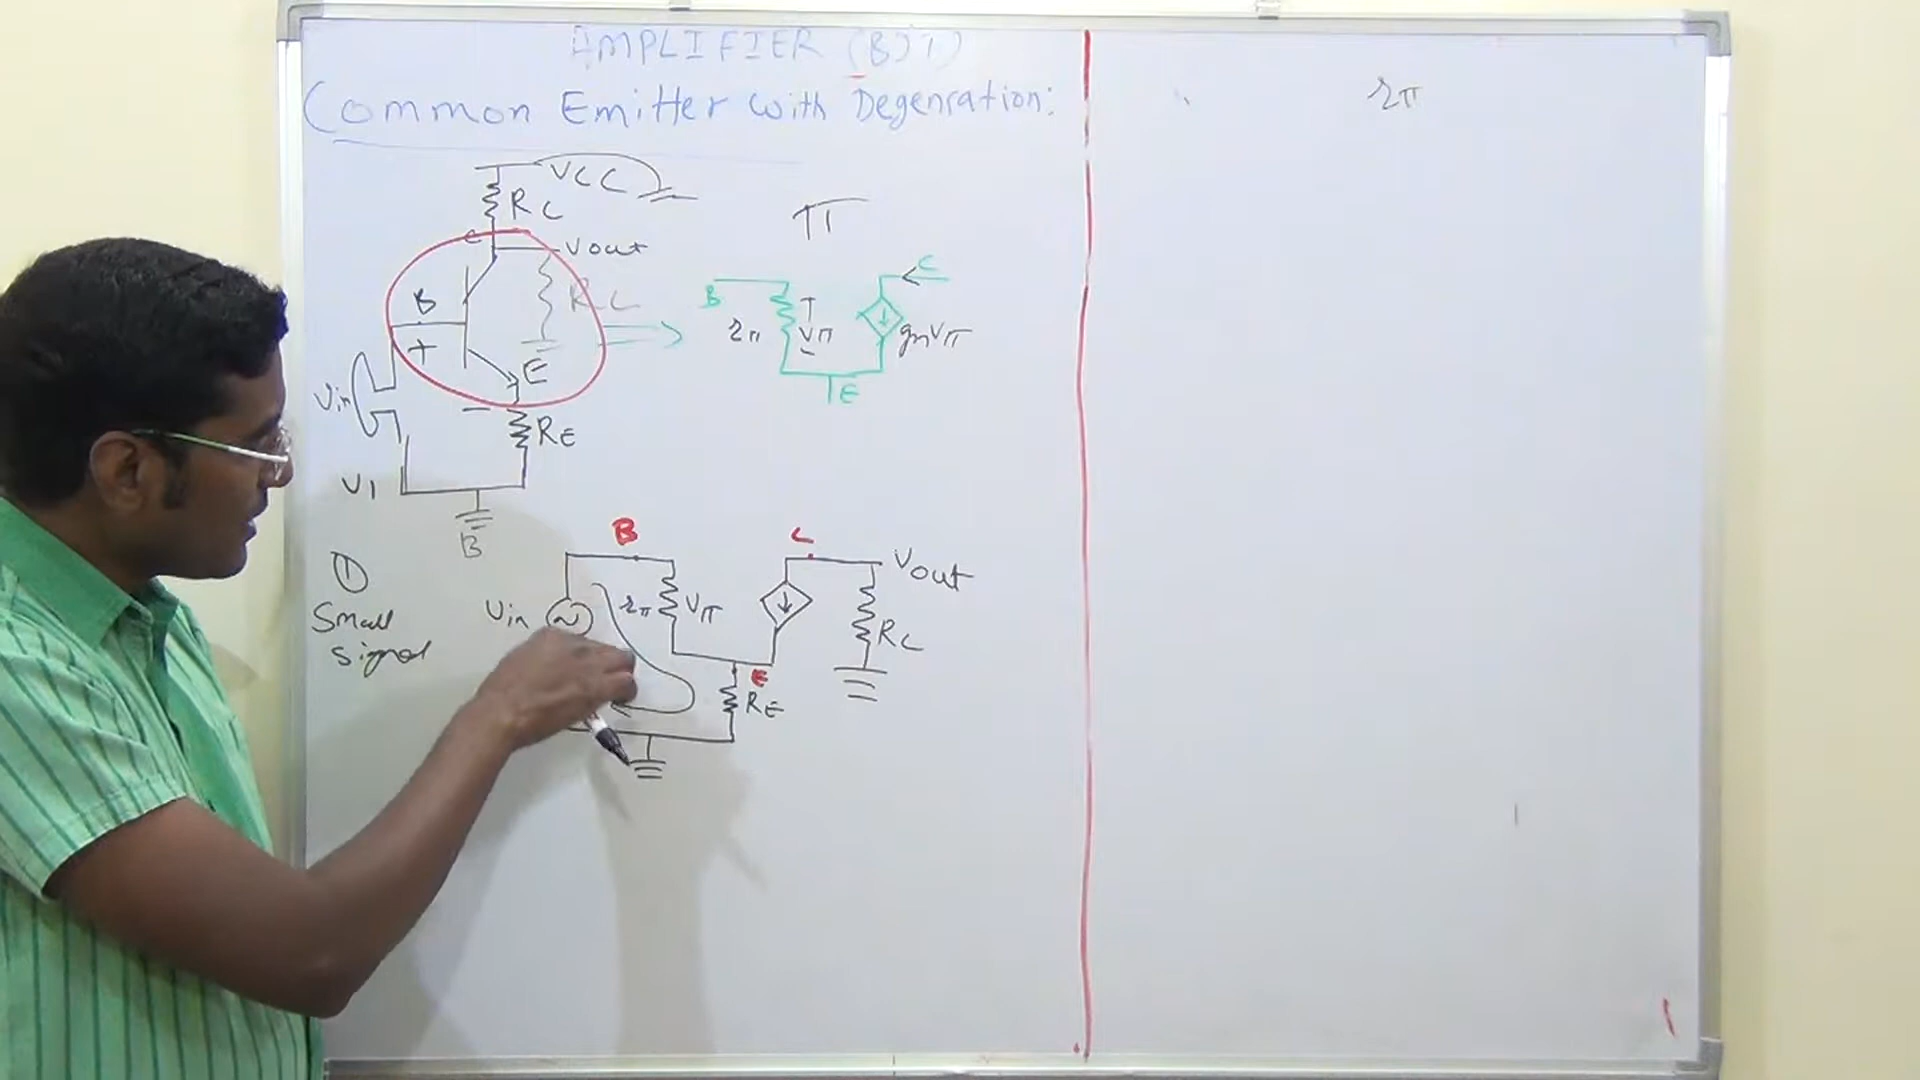 AMPLIFIER (BJT)
Common Emitter with Degenration:
rπ
VCC
RC
C
Vout
RL
B
+
E
-
Vin
RE
V1
B
π
B
rπ
+
Vπ
-
C
gmVπ
E
①
Small
signal
B
C
Vout
Vin
~
rπ
Vπ
RC
E
RE